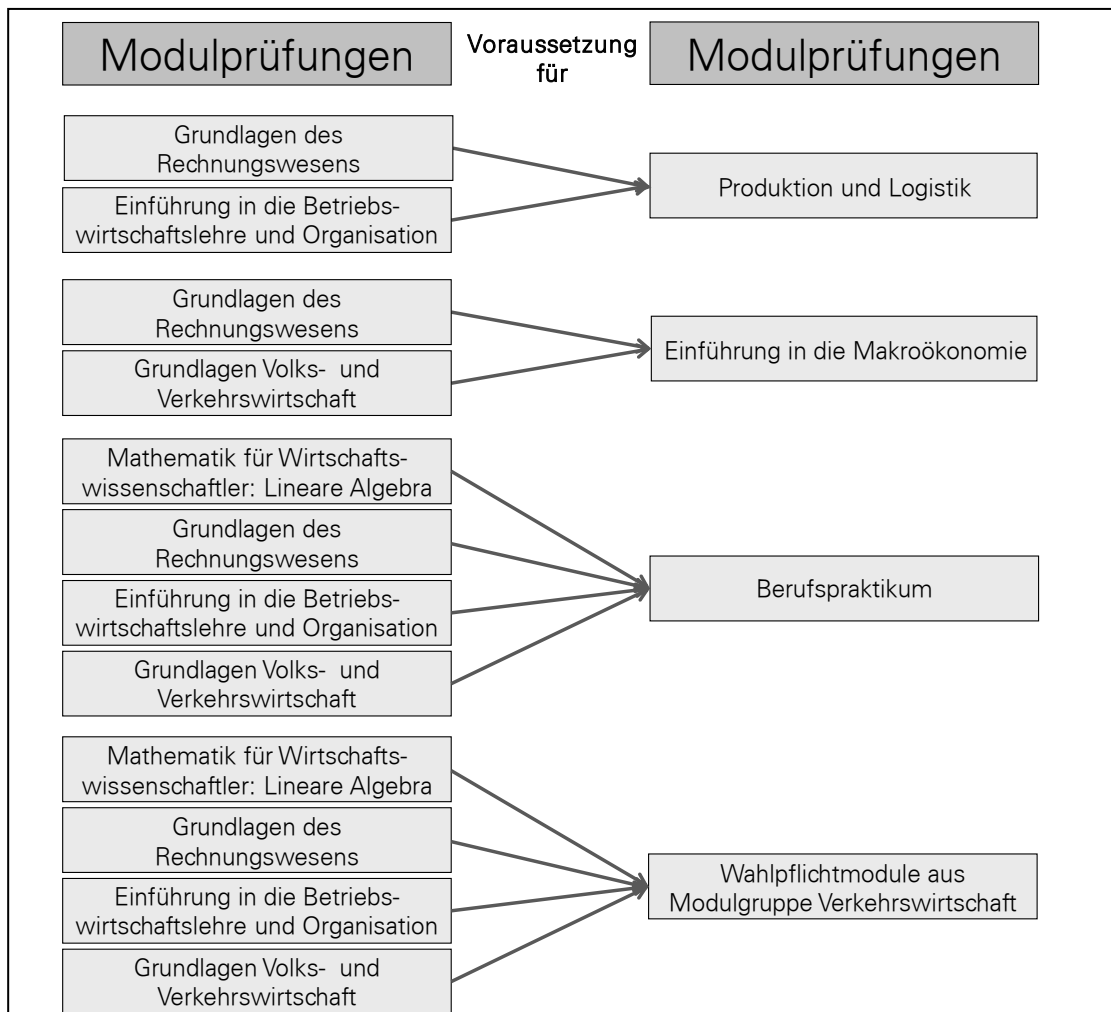 Modulprüfungen
Voraussetzung
für
Modulprüfungen
Grundlagen des
Rechnungswesens
Einführung in die Betriebs-
wirtschaftslehre und Organisation
Produktion und Logistik
Grundlagen des
Rechnungswesens
Grundlagen Volks- und
Verkehrswirtschaft
Einführung in die Makroökonomie
Mathematik für Wirtschafts-
wissenschaftler: Lineare Algebra
Grundlagen des
Rechnungswesens
Einführung in die Betriebs-
wirtschaftslehre und Organisation
Grundlagen Volks- und
Verkehrswirtschaft
Berufspraktikum
Mathematik für Wirtschafts-
wissenschaftler: Lineare Algebra
Grundlagen des
Rechnungswesens
Einführung in die Betriebs-
wirtschaftslehre und Organisation
Grundlagen Volks- und
Verkehrswirtschaft
Wahlpflichtmodule aus
Modulgruppe Verkehrswirtschaft